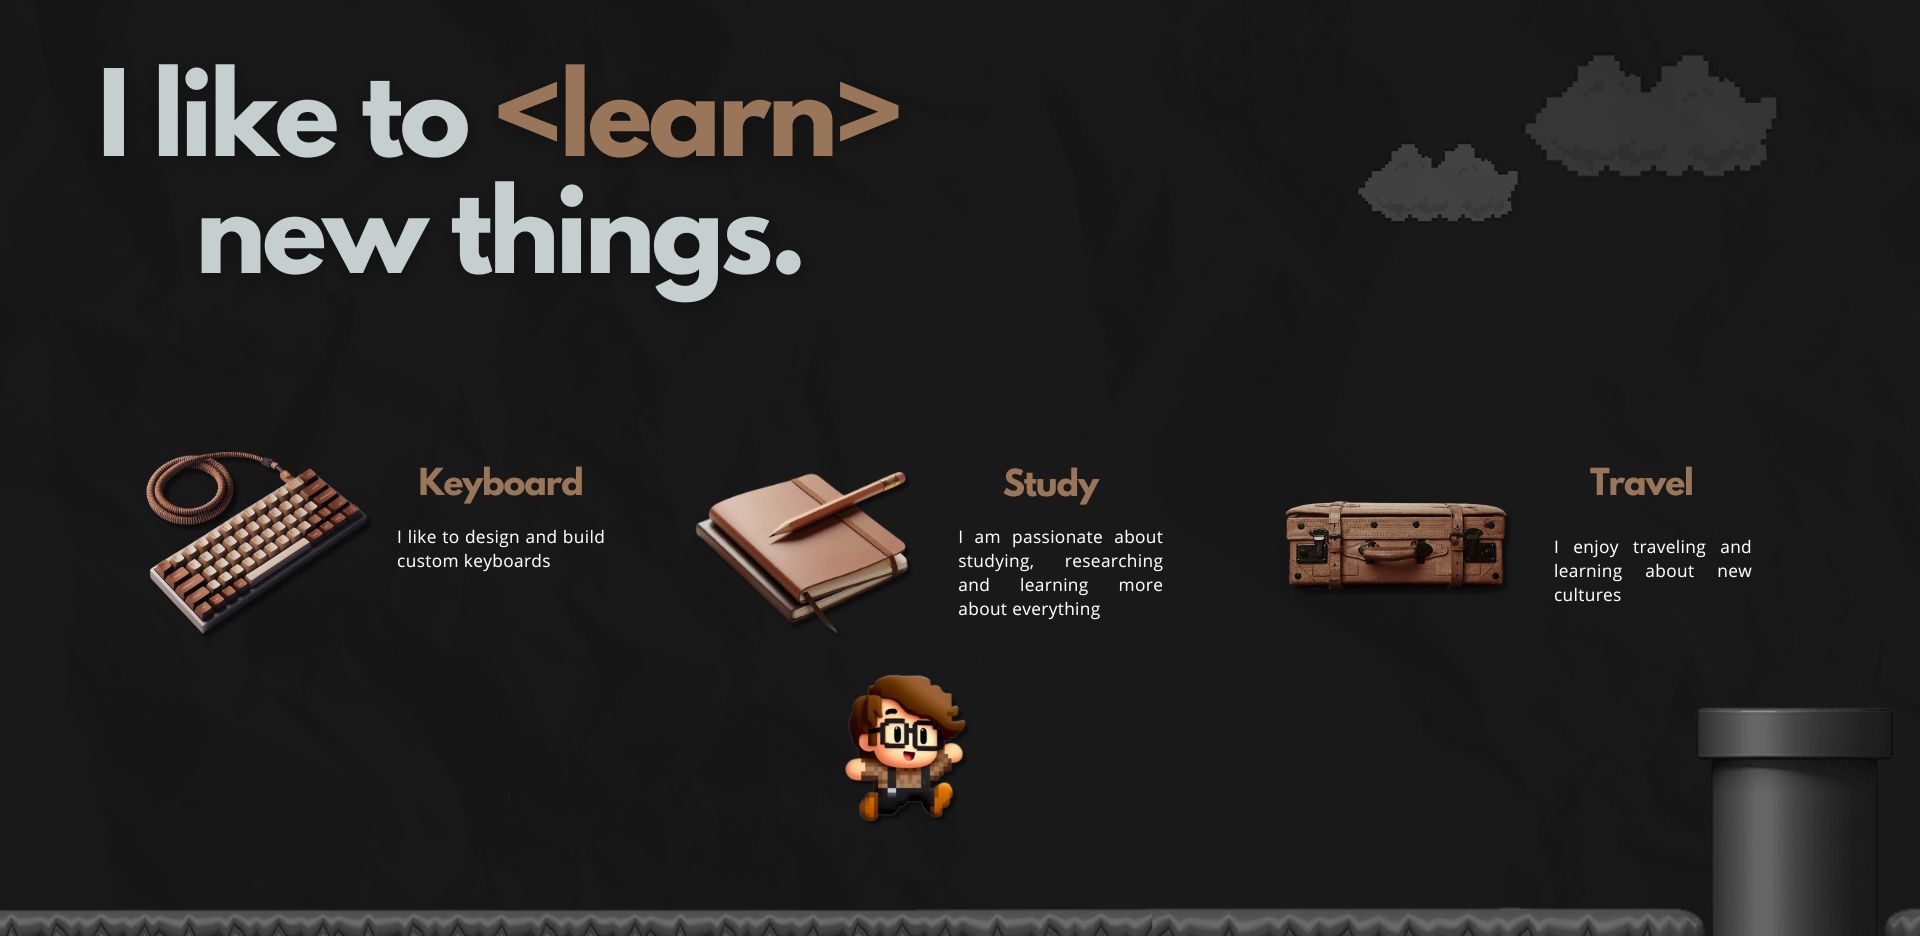 I like to <learn>
new things.
Keyboard
I like to design and build
custom keyboards
Study
I am passionate about
studying, researching
and learning more
about everything
Travel
I enjoy traveling and
learning about new
cultures